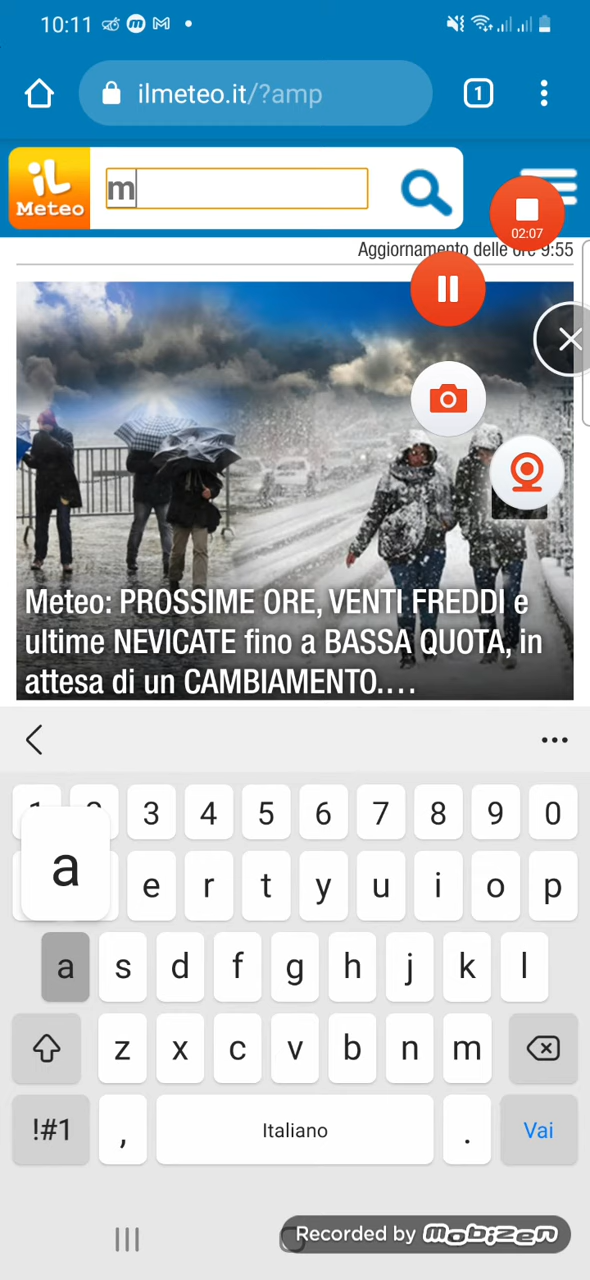 10:11
ilmeteo.it/?amp
1
iL
Meteo
m
02:07
Aggiornamento delle ore 9:55
Meteo: PROSSIME ORE, VENTI FREDDI e
ultime NEVICATE fino a BASSA QUOTA, in
attesa di un CAMBIAMENTO....
1 2 3 4 5 6 7 8 9 0
a
e r t y u i o p
a s d f g h j k l
z x c v b n m
!#1 , Italiano . Vai
Recorded by mobizen